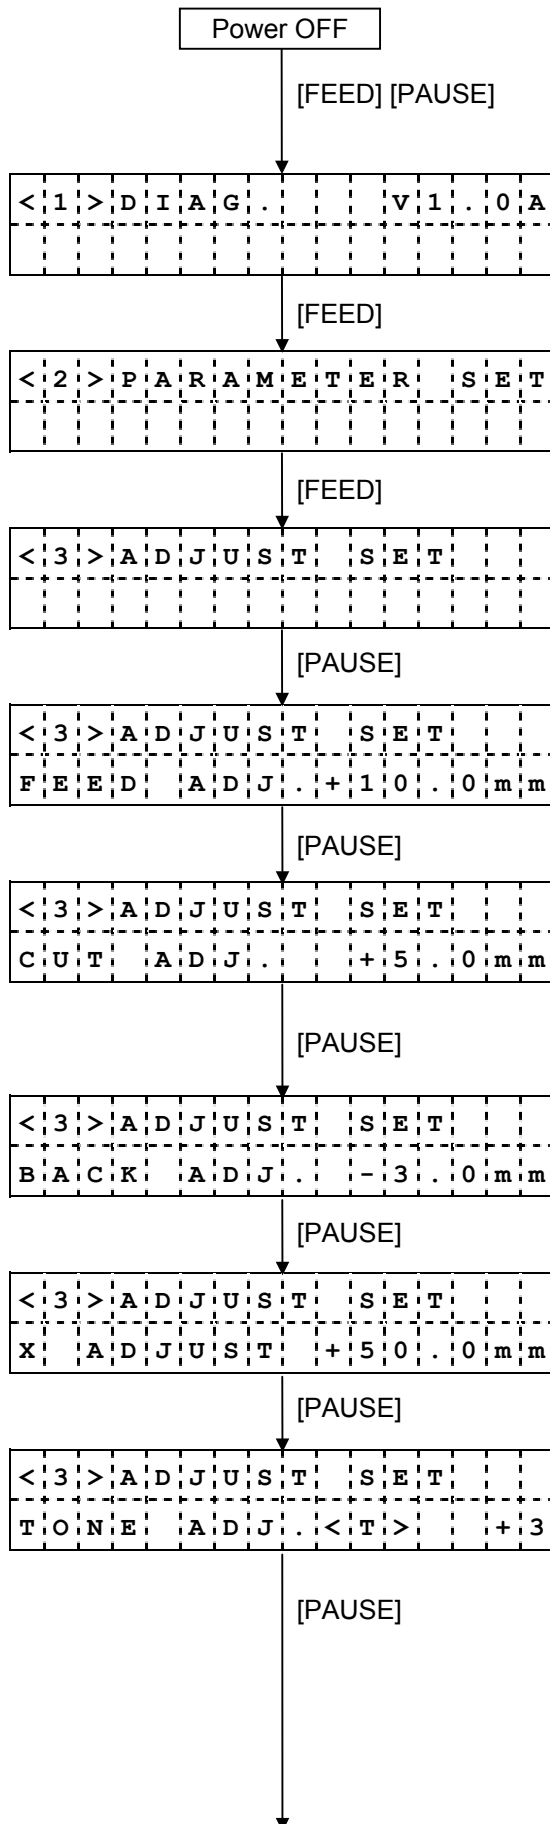 Power OFF
[FEED] [PAUSE]
<1>DIAG.    V1.0A
[FEED]
<2>PARAMETER SET
[FEED]
<3>ADJUST SET
[PAUSE]
<3>ADJUST SET
FEED ADJ.+10.0mm
[PAUSE]
<3>ADJUST SET
CUT ADJ.  +5.0mm
[PAUSE]
<3>ADJUST SET
BACK ADJ. -3.0mm
[PAUSE]
<3>ADJUST SET
X ADJUST +50.0mm
[PAUSE]
<3>ADJUST SET
TONE ADJ.<T>  +3
[PAUSE]